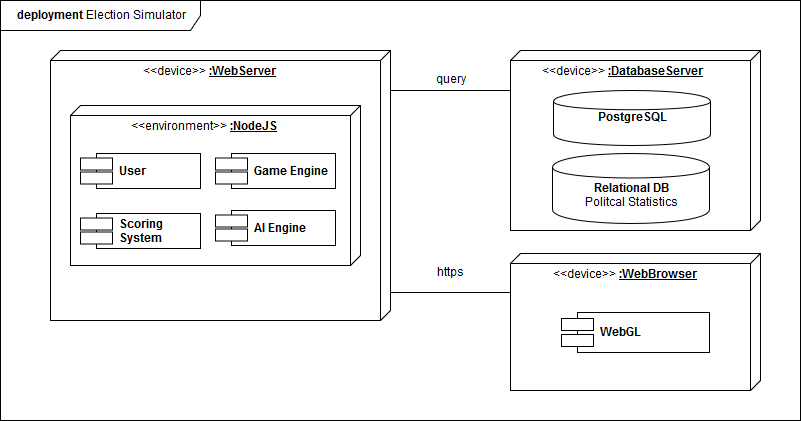 deployment Election Simulator
<<device>> :WebServer
<<environment>> :NodeJS
User
Game Engine
Scoring
System
AI Engine
query
https
<<device>> :DatabaseServer
PostgreSQL
Relational DB
Politcal Statistics
<<device>> :WebBrowser
WebGL